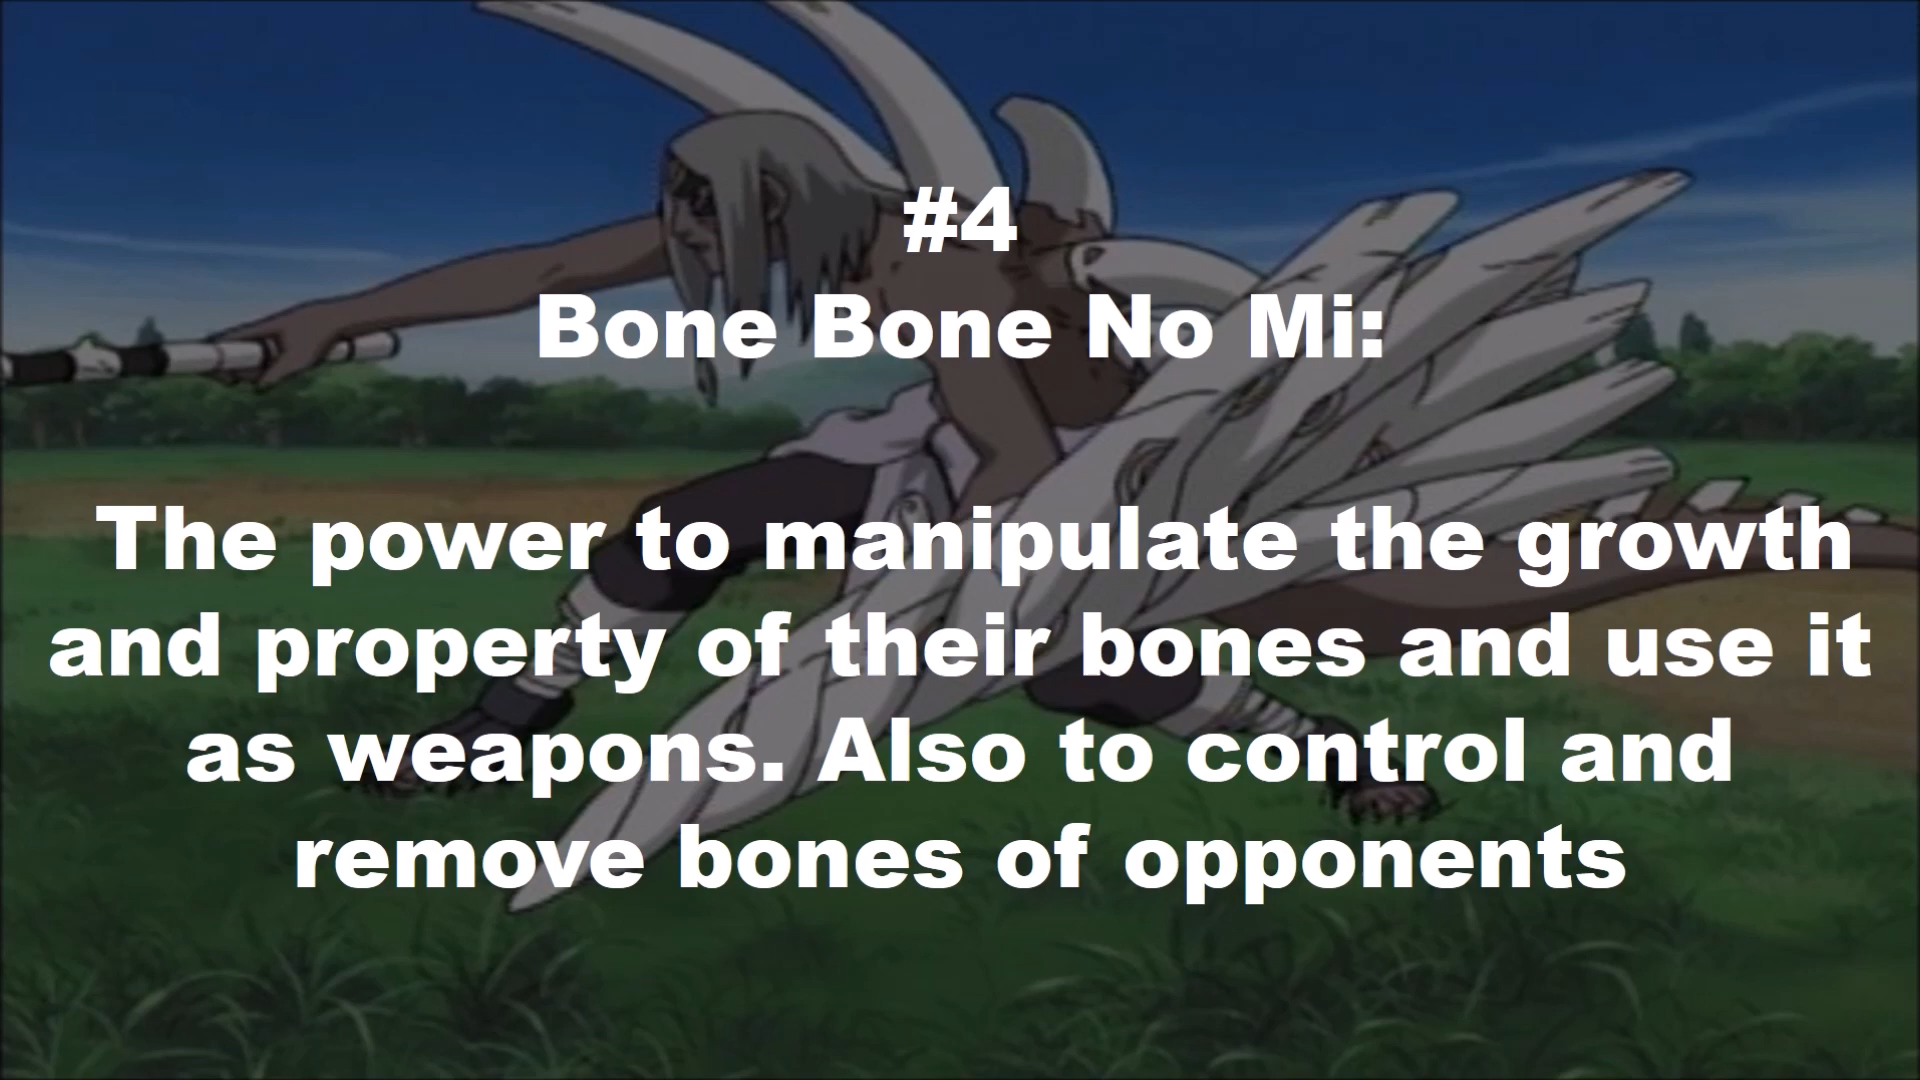 #4
Bone Bone No Mi:
The power to manipulate the growth
and property of their bones and use it
as weapons. Also to control and
remove bones of opponents